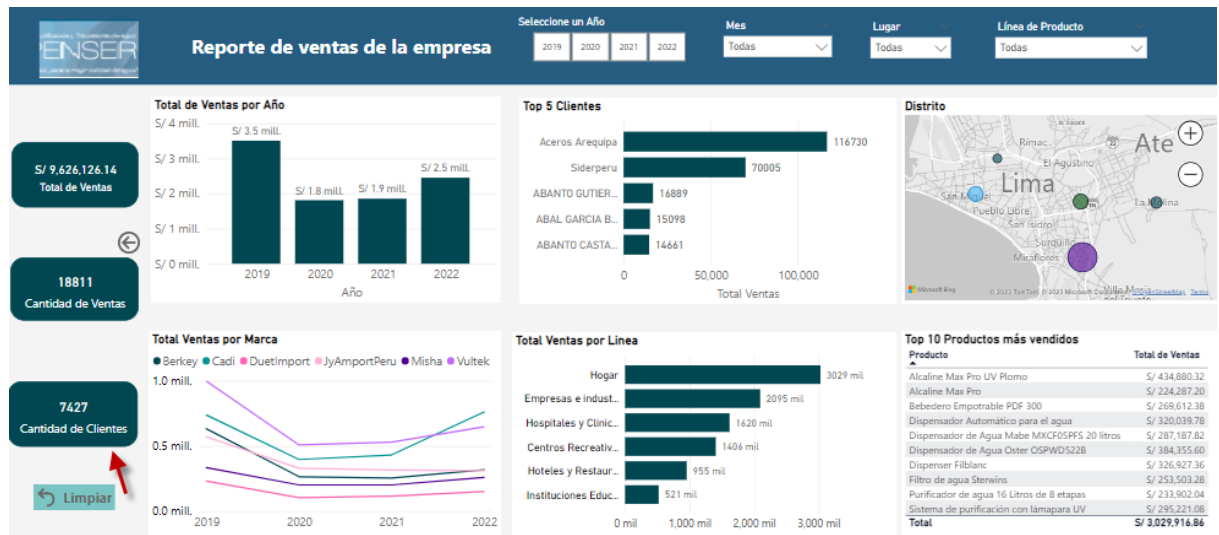 PENSER
Reporte de ventas de la empresa
Seleccione un Año
2019 2020 2021 2022
Mes
Todas
Lugar
Todas
Línea de Producto
Todas
S/ 9,626,126.14
Total de Ventas
18811
Cantidad de Ventas
7427
Cantidad de Clientes
Limpiar
Total de Ventas por Año
S/ 4 mill.
S/ 3 mill.
S/ 2 mill.
S/ 1 mill.
S/ 0 mill.
S/ 3.5 mill.
S/ 1.8 mill.
S/ 1.9 mill.
S/ 2.5 mill.
2019 2020 2021 2022
Año
Top 5 Clientes
Aceros Arequipa 116730
Siderperu 70005
ABANTO GUTIER... 16889
ABAL GARCIA B... 15098
ABANTO CASTA... 14661
0 50,000 100,000
Total Ventas
Distrito
Rimac
Ate
El Agustino
Lima
San Miguel
La Molina
Pueblo Libre
San Isidro
Surquillo
Miraflores
Villa María
del Triunfo
Microsoft Bing
© 2023 TomTom, © 2023 Microsoft Corporation, © OpenStreetMap Terms
Total Ventas por Marca
Berkey Cadi DuetImport JyAmportPeru Misha Vultek
1.0 mill.
0.5 mill.
0.0 mill.
2019 2020 2021 2022
Total Ventas por Linea
Hogar 3029 mil
Empresas e indust... 2095 mil
Hospitales y Clinic... 1620 mil
Centros Recreativ... 1406 mil
Hoteles y Restaur... 955 mil
Instituciones Educ... 521 mil
0 mil 1,000 mil 2,000 mil 3,000 mil
Top 10 Productos más vendidos
Producto Total de Ventas
Alcaline Max Pro UV Plomo S/ 434,880.32
Alcaline Max Pro S/ 224,287.20
Bebedero Empotrable PDF 300 S/ 269,612.38
Dispensador Automático para el agua S/ 320,039.78
Dispensador de Agua Mabe MXCF05PFS 20 litros S/ 287,187.82
Dispensador de Agua Oster OSPWD522B S/ 384,355.60
Dispenser Filblanc S/ 326,927.36
Filtro de agua Sterwins S/ 253,503.28
Purificador de agua 16 Litros de 8 etapas S/ 233,902.04
Sistema de purificación con lámapara UV S/ 295,221.08
Total S/ 3,029,916.86